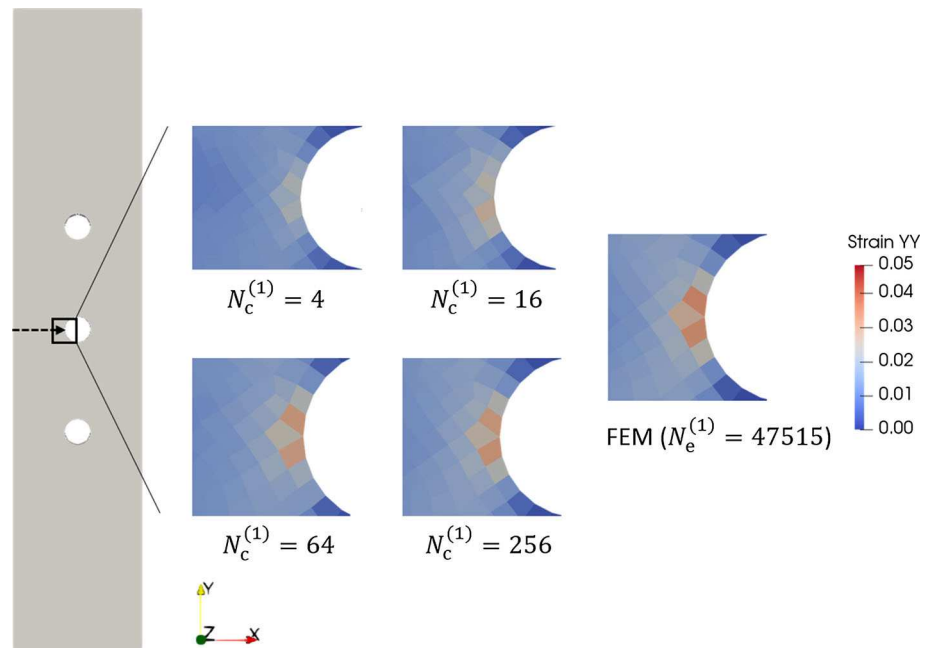 N_c^(1) = 4
N_c^(1) = 16
Strain YY
0.05
0.04
0.03
0.02
0.01
0.00
FEM (N_e^(1) = 47515)
N_c^(1) = 64
N_c^(1) = 256
Y
Z
X